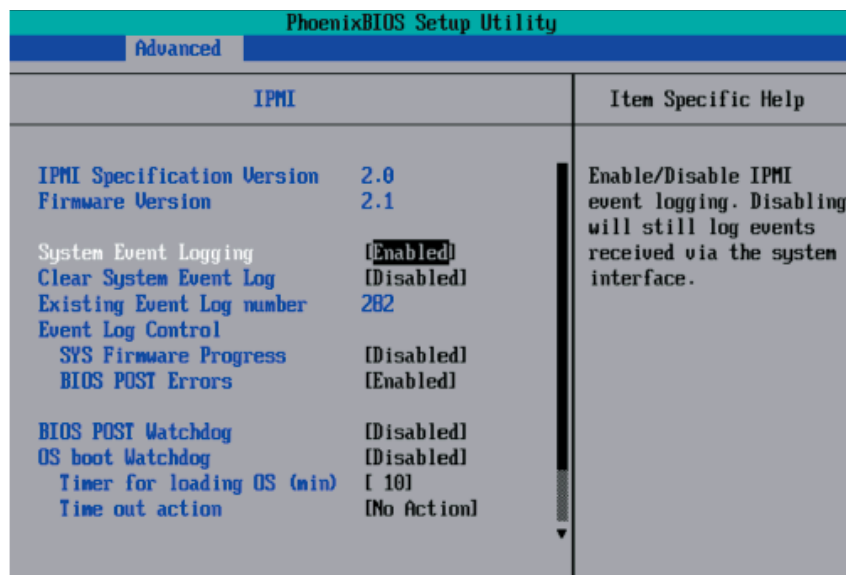 PhoenixBIOS Setup Utility
Advanced
IPMI
Item Specific Help
IPMI Specification Version 2.0
Firmware Version 2.1
System Event Logging [Enabled]
Clear System Event Log [Disabled]
Existing Event Log number 282
Event Log Control
SYS Firmware Progress [Disabled]
BIOS POST Errors [Enabled]
BIOS POST Watchdog [Disabled]
OS boot Watchdog [Disabled]
Timer for loading OS (min) [ 10]
Time out action [No Action]
Enable/Disable IPMI
event logging. Disabling
will still log events
received via the system
interface.